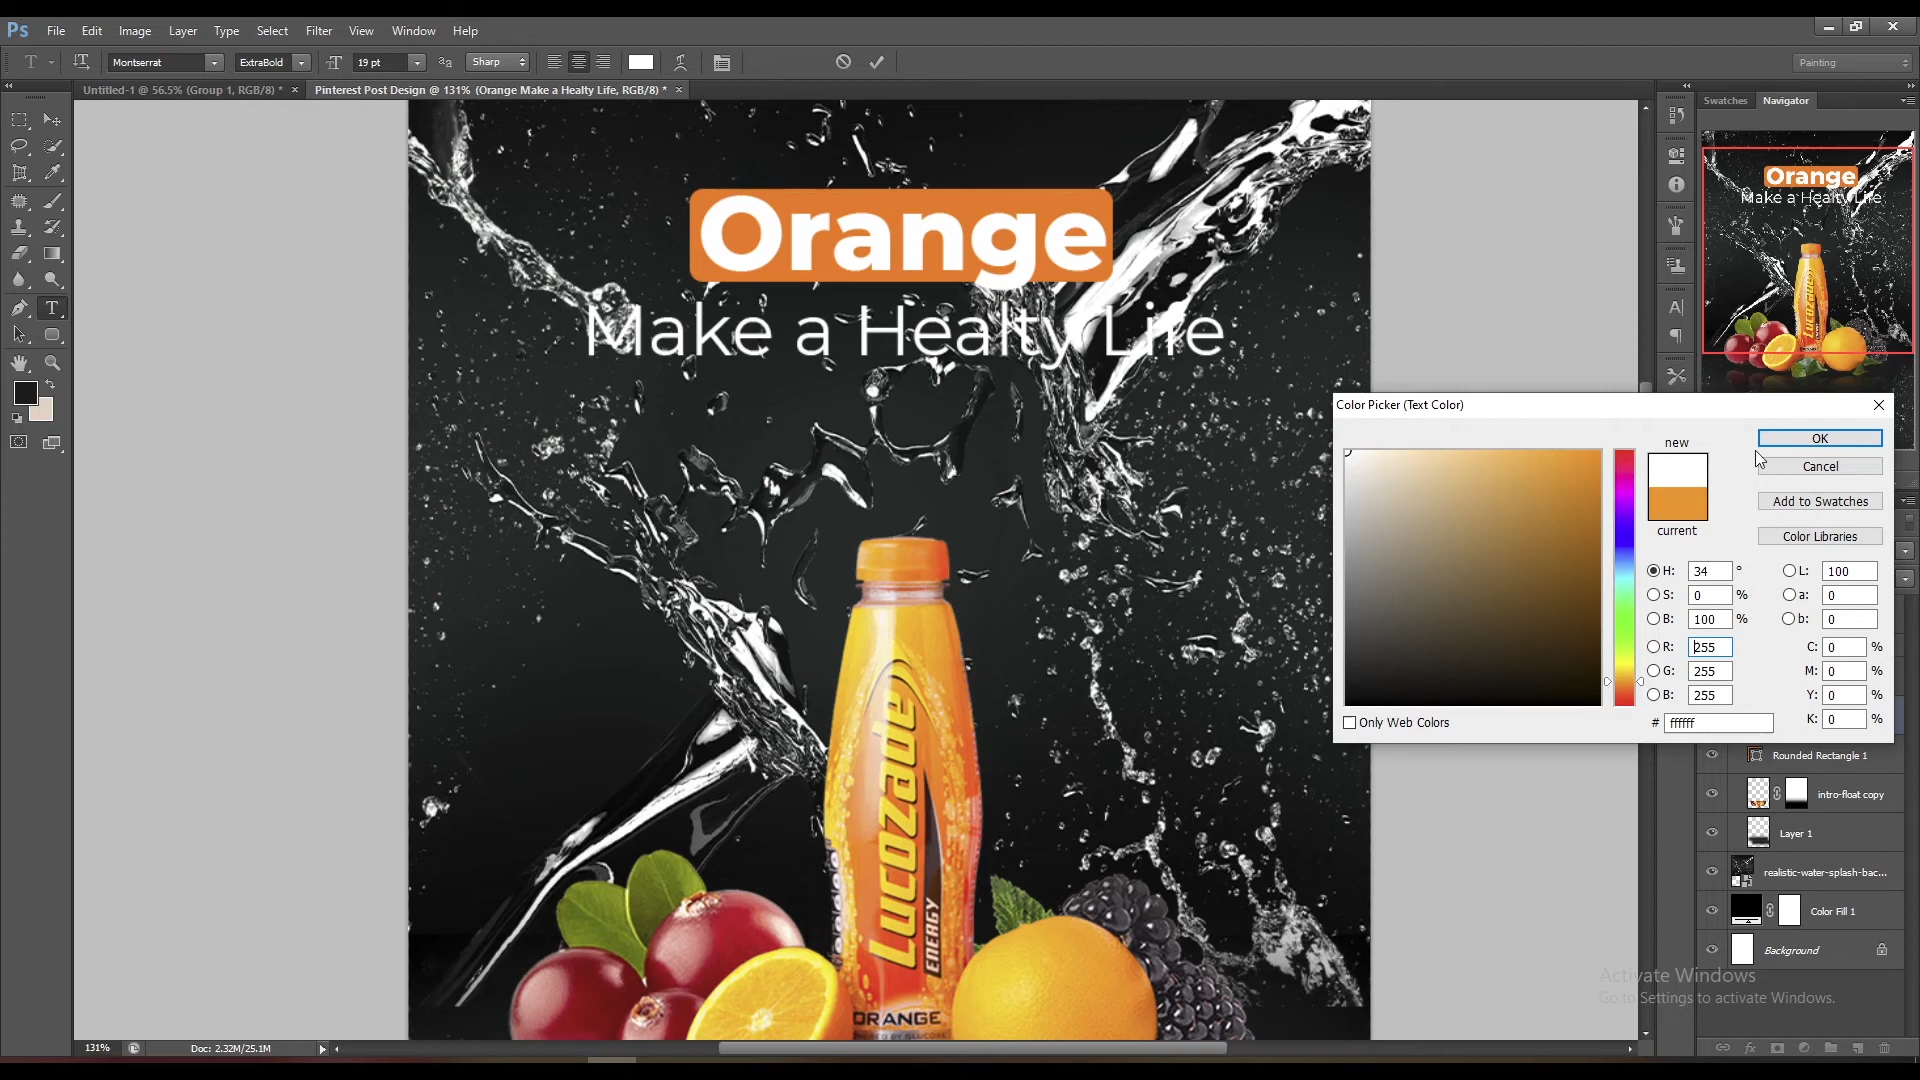 Ps File Edit Image Layer Type Select Filter View Window Help
Montserrat ExtraBold 19 pt Sharp Painting
Untitled-1 @ 56.5% (Group 1, RGB/8) * × Pinterest Post Design @ 131% (Orange Make a Healty Life, RGB/8) * ×
Swatches Navigator
Orange
Make a Healty Life
Orange
Make a Healty Life
Lucozade
Color Picker (Text Color)
new
OK
Cancel
Add to Swatches
current
Color Libraries
H: 34 ° L: 100
S: 0 % a: 0
B: 100 % b: 0
R: 255 C: 0 %
G: 255 M: 0 %
B: 255 Y: 0 %
Only Web Colors # ffffff K: 0 %
Lucozade
ENERGY
ORANGE
Rounded Rectangle 1
intro-float copy
Layer 1
realistic-water-splash-bac...
Color Fill 1
Background
Activate Windows
Go to Settings to activate Windows.
131% Doc: 2.32M/25.1M